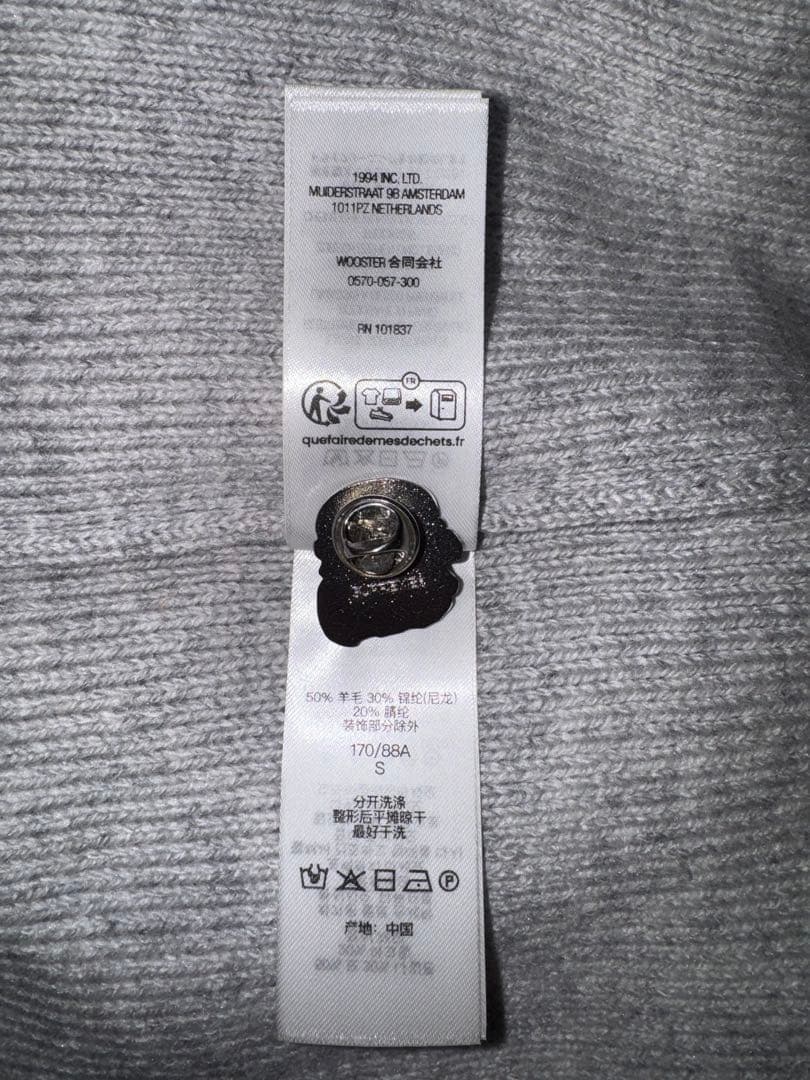 1994 INC. LTD.
MUIDERSTRAAT 9B AMSTERDAM
1011PZ NETHERLANDS
WOOSTER 合同会社
0570-057-300
RN 101837
FR
quefairedemesdechets.fr
50% 羊毛 30% 锦纶(尼龙)
20% 腈纶
装饰部分除外
170/88A
S
分开洗涤
整形后平摊晾干
最好干洗
P
产地：中国